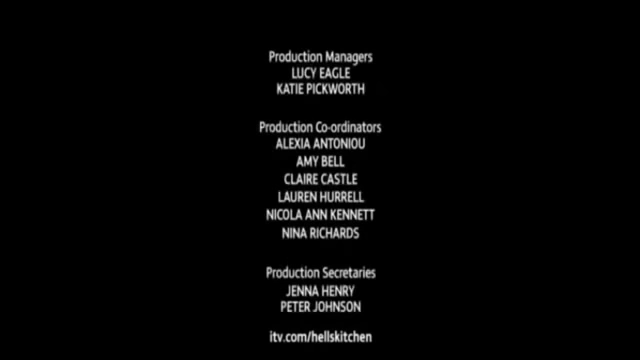 Production Managers
LUCY EAGLE
KATIE PICKWORTH
Production Co-ordinators
ALEXIA ANTONIOU
AMY BELL
CLAIRE CASTLE
LAUREN HURRELL
NICOLA ANN KENNETT
NINA RICHARDS
Production Secretaries
JENNA HENRY
PETER JOHNSON
itv.com/hellskitchen